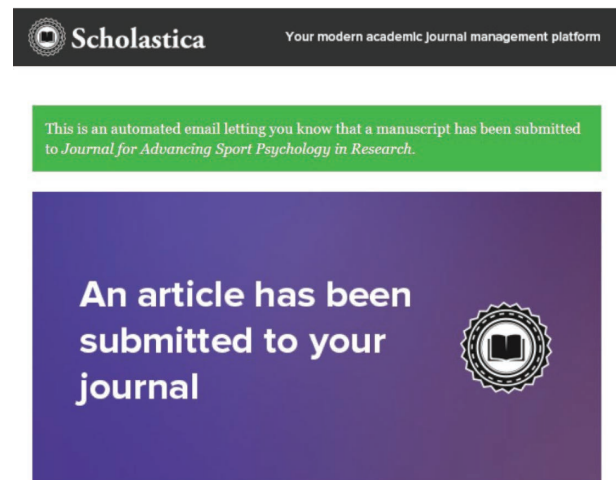 Scholastica
Your modern academic journal management platform
This is an automated email letting you know that a manuscript has been submitted
to Journal for Advancing Sport Psychology in Research.
An article has been
submitted to your
journal